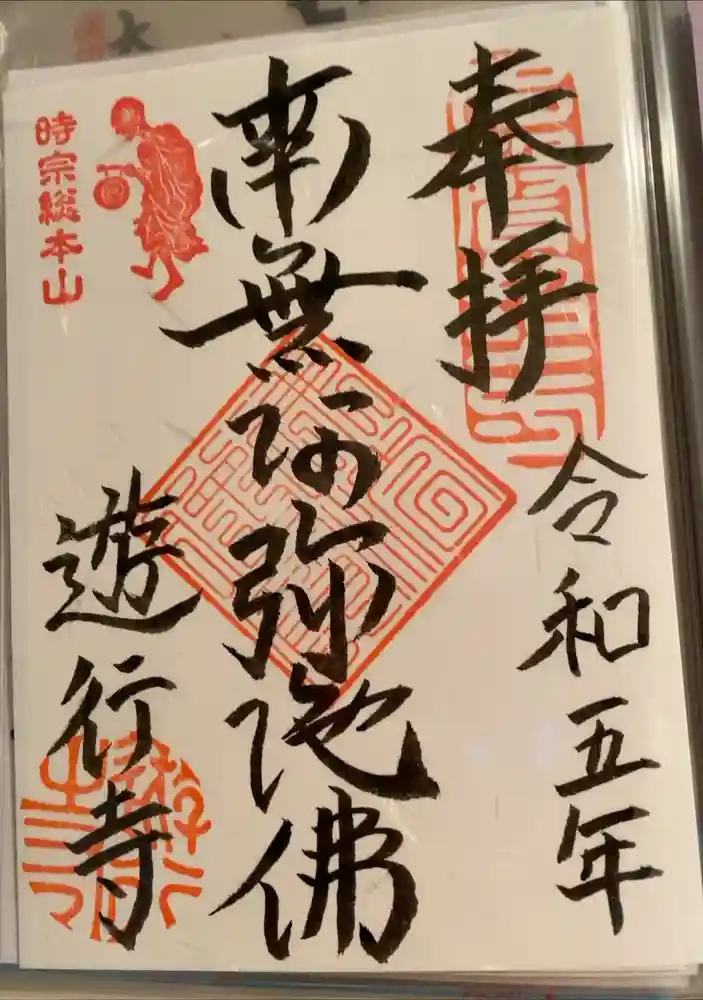 奉拝
令和五年
南無阿弥陀佛
時宗総本山
遊行寺